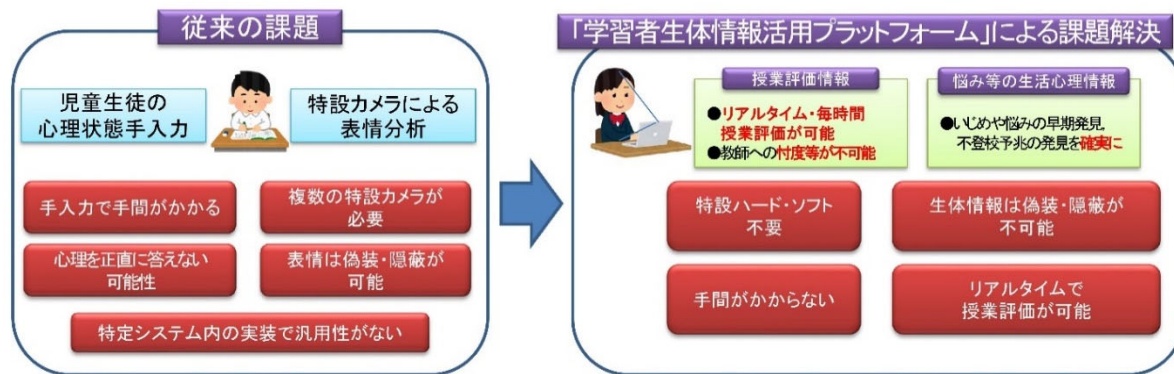 従来の課題
児童生徒の
心理状態手入力
特設カメラによる
表情分析
手入力で手間がかかる
複数の特設カメラが
必要
心理を正直に答えない
可能性
表情は偽装・隠蔽が
可能
特定システム内の実装で汎用性がない
「学習者生体情報活用プラットフォーム」による課題解決
授業評価情報
●リアルタイム・毎時間
授業評価が可能
●教師への忖度等が不可能
悩み等の生活心理情報
●いじめや悩みの早期発見,
不登校予兆の発見を確実に
特設ハード・ソフト
不要
生体情報は偽装・隠蔽が
不可能
手間がかからない
リアルタイムで
授業評価が可能